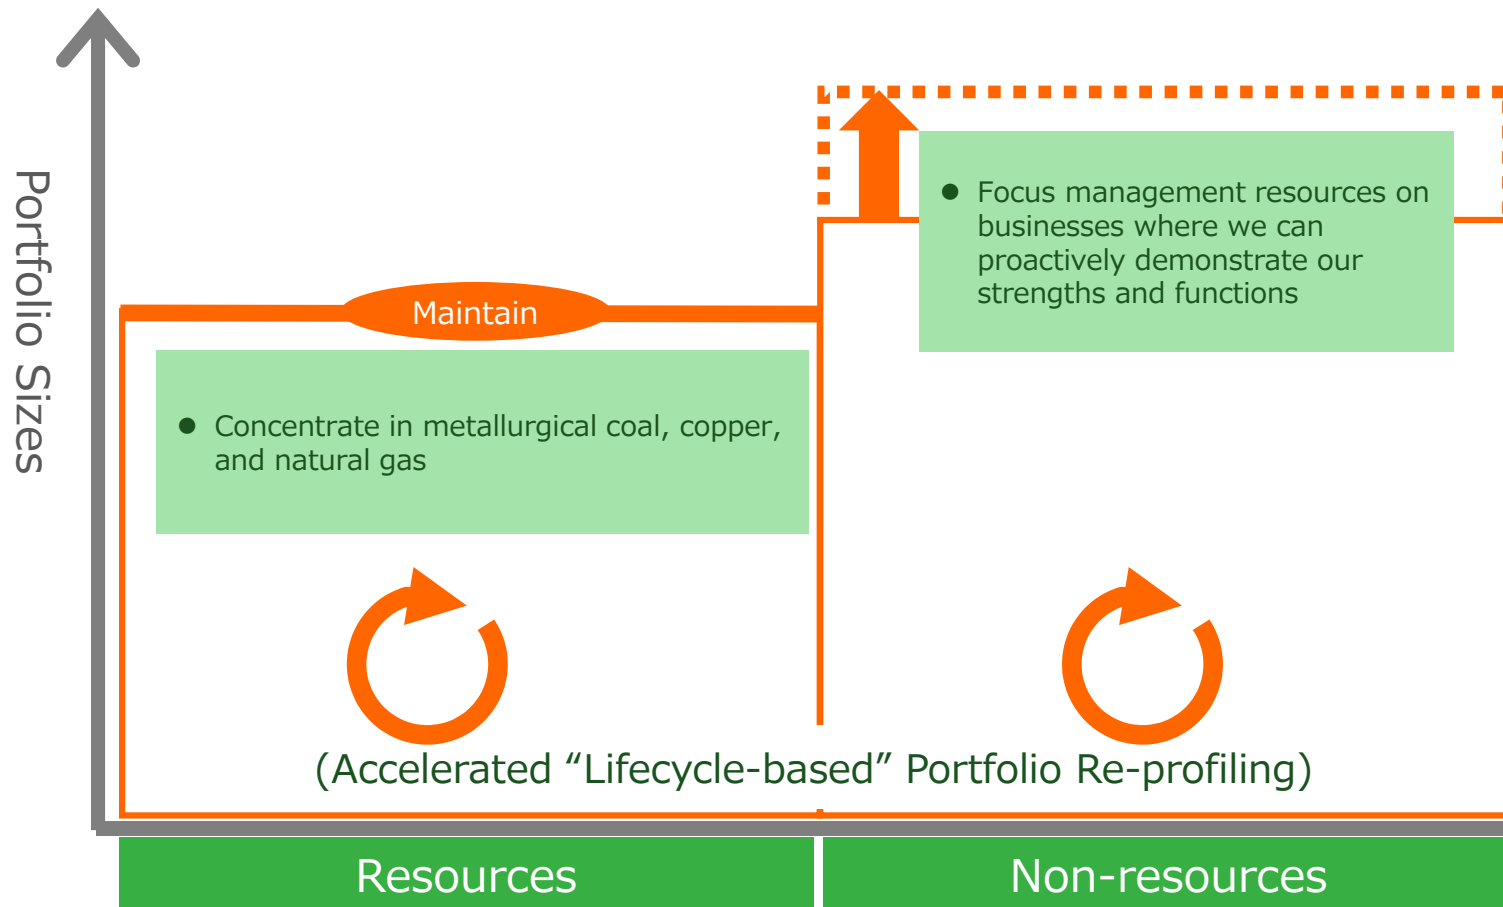 Portfolio Sizes
Maintain
● Concentrate in metallurgical coal, copper,
and natural gas
● Focus management resources on
businesses where we can
proactively demonstrate our
strengths and functions
(Accelerated “Lifecycle-based” Portfolio Re-profiling)
Resources
Non-resources